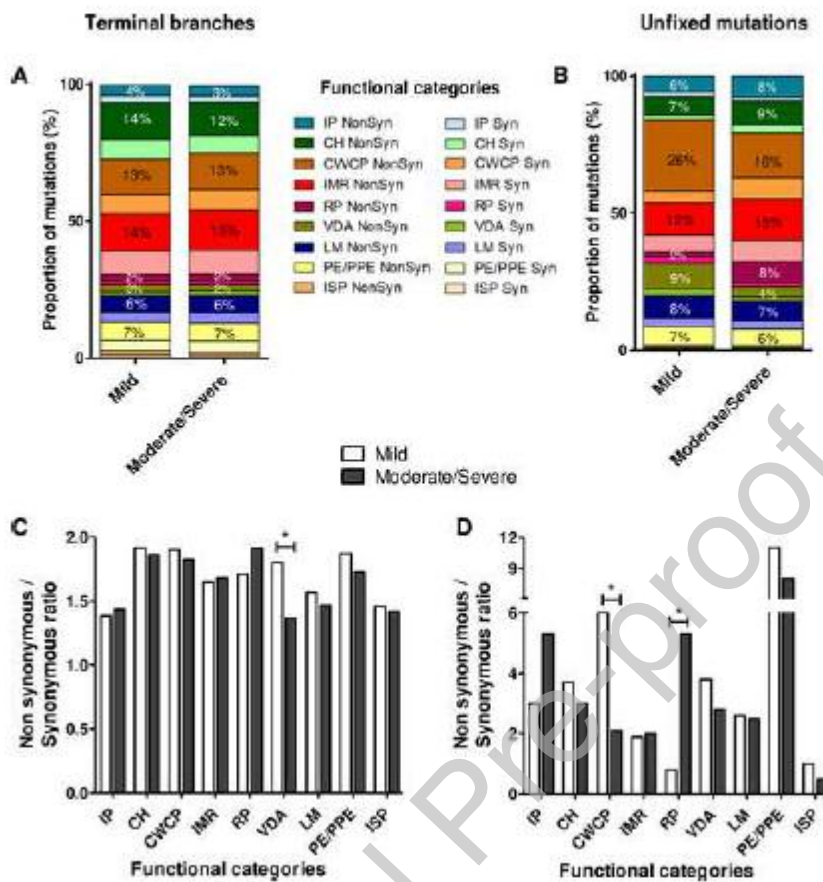 Terminal branches
Unfixed mutations
A
Proportion of mutations (%)
100
50
0
4%
14%
13%
14%
6%
7%
3%
12%
13%
6%
7%
Mild
Moderate/Severe
Functional categories
IP NonSyn
IP Syn
CH NonSyn
CH Syn
CWCP NonSyn
CWCP Syn
IMR NonSyn
IMR Syn
RP NonSyn
RP Syn
VDA NonSyn
VDA Syn
LM NonSyn
LM Syn
PE/PPE NonSyn
PE/PPE Syn
ISP NonSyn
ISP Syn
B
Proportion of mutations (%)
100
50
0
6%
7%
26%
12%
9%
8%
7%
8%
9%
8%
4%
7%
6%
Mild
Moderate/Severe
Mild
Moderate/Severe
C
Non synonymous /
Synonymous ratio
2.0
1.5
1.0
0.5
0.0
*
IP
CH
CWCP
IMR
RP
VDA
LM
PE/PPE
ISP
Functional categories
D
Non synonymous /
Synonymous ratio
12
9
6
4
2
0
*
*
IP
CH
CWCP
IMR
RP
VDA
LM
PE/PPE
ISP
Functional categories
Pre-proof